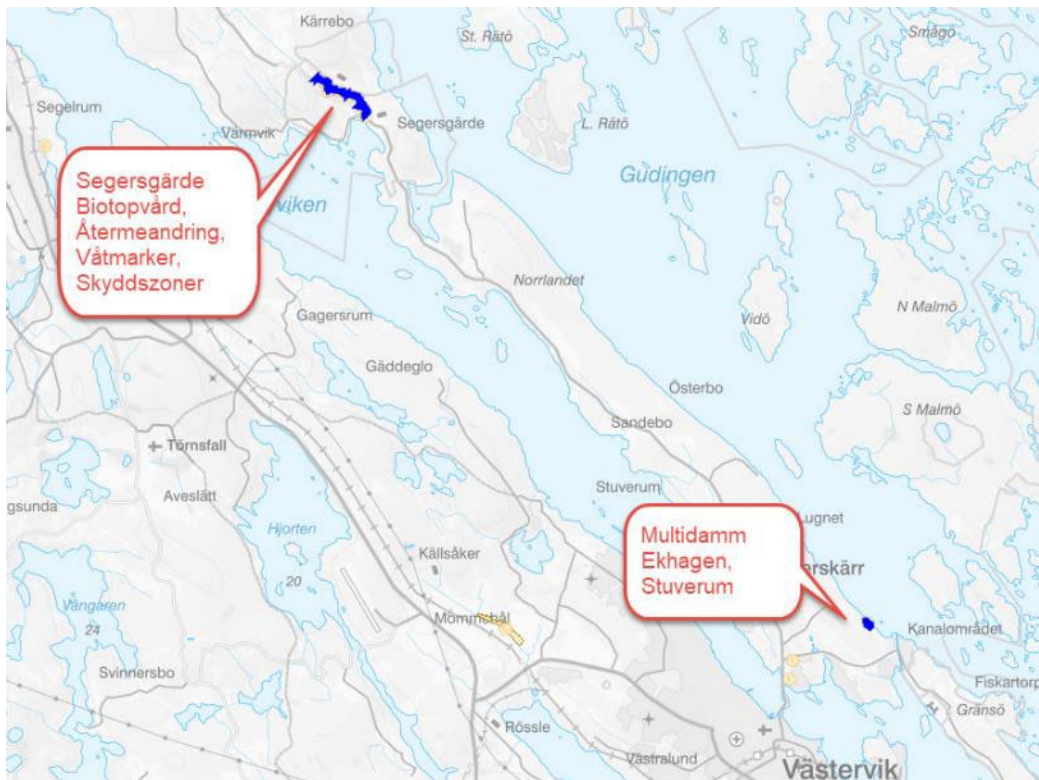 Kärrebo
St. Rätö
Smågö
Segelrum
Segersgärde
L. Rätö
Värmvik
Gudingen
Segersgärde
Biotopvård,
Återmeandring,
Våtmarker,
Skyddszoner
viken
Norrlandet
Gagersrum
Vidö
N Malmö
Gäddeglo
Österbo
S Malmö
Sandebo
Törnsfall
Stuverum
Aveslätt
gsunda
Lugnet
Hjorten
Multidamm
Ekhagen,
Stuverum
Källsåker
erskärr
20
Vångaren
24
Mommehål
Kanalområdet
Svinnersbo
Fiskartorp
Gränsö
Rössle
Västralund
Västervik